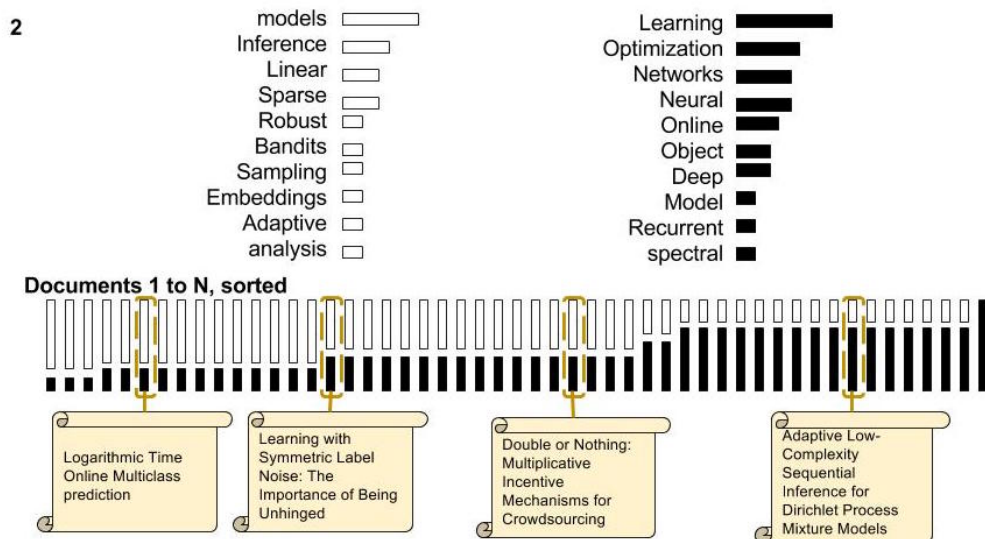 2
models
Inference
Linear
Sparse
Robust
Bandits
Sampling
Embeddings
Adaptive
analysis
Learning
Optimization
Networks
Neural
Online
Object
Deep
Model
Recurrent
spectral
Documents 1 to N, sorted
Logarithmic Time
Online Multiclass
prediction
Learning with
Symmetric Label
Noise: The
Importance of Being
Unhinged
Double or Nothing:
Multiplicative
Incentive
Mechanisms for
Crowdsourcing
Adaptive Low-
Complexity
Sequential
Inference for
Dirichlet Process
Mixture Models